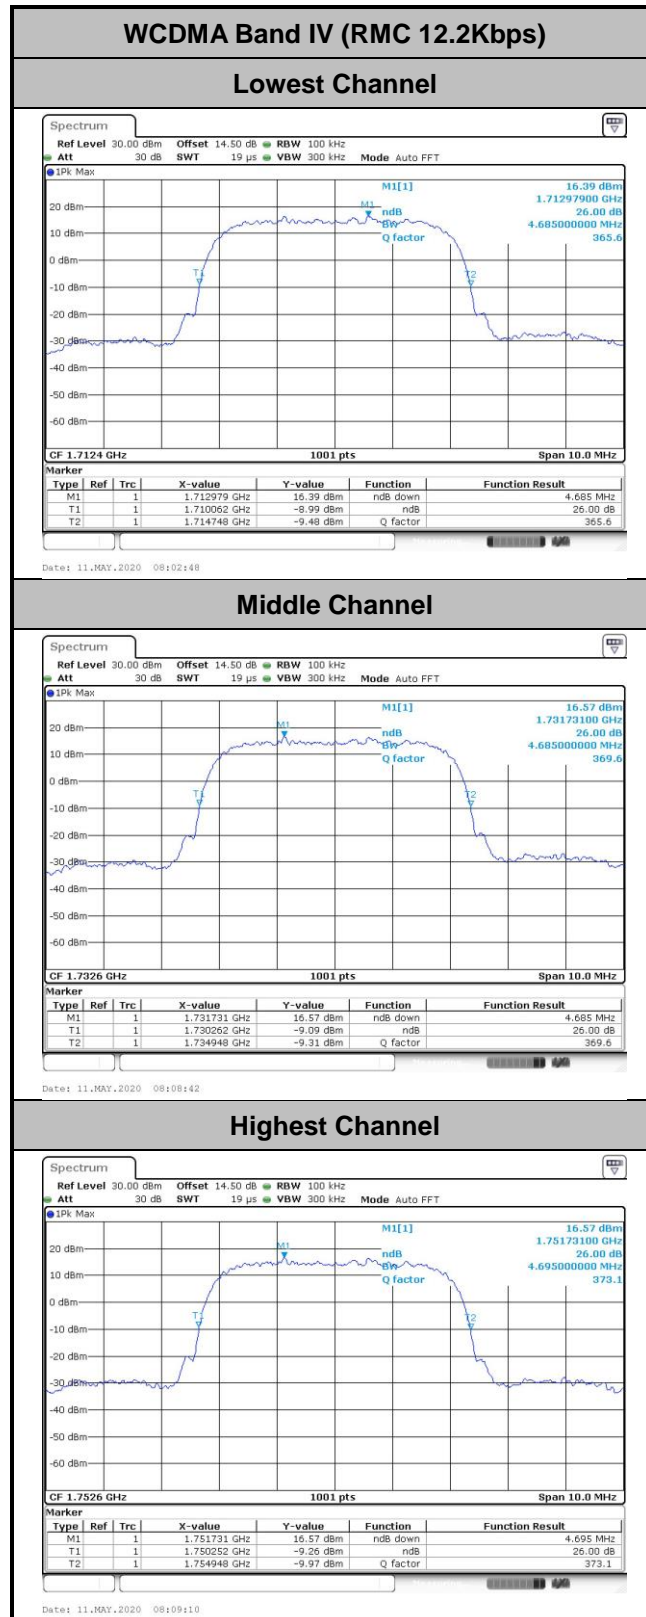 WCDMA Band IV (RMC 12.2Kbps)
Lowest Channel
Spectrum
Ref Level 30.00 dBm Offset 14.50 dB RBW 100 kHz
Att 30 dB SWT 19 µs VBW 300 kHz Mode Auto FFT
1Pk Max
M1[1] 16.39 dBm
1.71297900 GHz
M1
ndB 26.00 dB
Bw 4.685000000 MHz
Q factor 365.6
20 dBm
10 dBm
0 dBm
T1 T2
-10 dBm
-20 dBm
-30 dBm
-40 dBm
-50 dBm
-60 dBm
CF 1.7124 GHz 1001 pts Span 10.0 MHz
Marker
Type Ref Trc X-value Y-value Function Function Result
M1 1 1.712979 GHz 16.39 dBm ndB down 4.685 MHz
T1 1 1.710062 GHz -8.99 dBm ndB 26.00 dB
T2 1 1.714748 GHz -9.48 dBm Q factor 365.6
Date: 11.MAY.2020 08:02:48
Middle Channel
Spectrum
Ref Level 30.00 dBm Offset 14.50 dB RBW 100 kHz
Att 30 dB SWT 19 µs VBW 300 kHz Mode Auto FFT
1Pk Max
M1[1] 16.57 dBm
1.73173100 GHz
M1
ndB 26.00 dB
Bw 4.685000000 MHz
Q factor 369.6
20 dBm
10 dBm
0 dBm
T1 T2
-10 dBm
-20 dBm
-30 dBm
-40 dBm
-50 dBm
-60 dBm
CF 1.7326 GHz 1001 pts Span 10.0 MHz
Marker
Type Ref Trc X-value Y-value Function Function Result
M1 1 1.731731 GHz 16.57 dBm ndB down 4.685 MHz
T1 1 1.730262 GHz -9.09 dBm ndB 26.00 dB
T2 1 1.734948 GHz -9.31 dBm Q factor 369.6
Date: 11.MAY.2020 08:08:42
Highest Channel
Spectrum
Ref Level 30.00 dBm Offset 14.50 dB RBW 100 kHz
Att 30 dB SWT 19 µs VBW 300 kHz Mode Auto FFT
1Pk Max
M1[1] 16.57 dBm
1.75173100 GHz
M1
ndB 26.00 dB
Bw 4.695000000 MHz
Q factor 373.1
20 dBm
10 dBm
0 dBm
T1 T2
-10 dBm
-20 dBm
-30 dBm
-40 dBm
-50 dBm
-60 dBm
CF 1.7526 GHz 1001 pts Span 10.0 MHz
Marker
Type Ref Trc X-value Y-value Function Function Result
M1 1 1.751731 GHz 16.57 dBm ndB down 4.695 MHz
T1 1 1.750252 GHz -9.26 dBm ndB 26.00 dB
T2 1 1.754948 GHz -9.97 dBm Q factor 373.1
Date: 11.MAY.2020 08:09:10